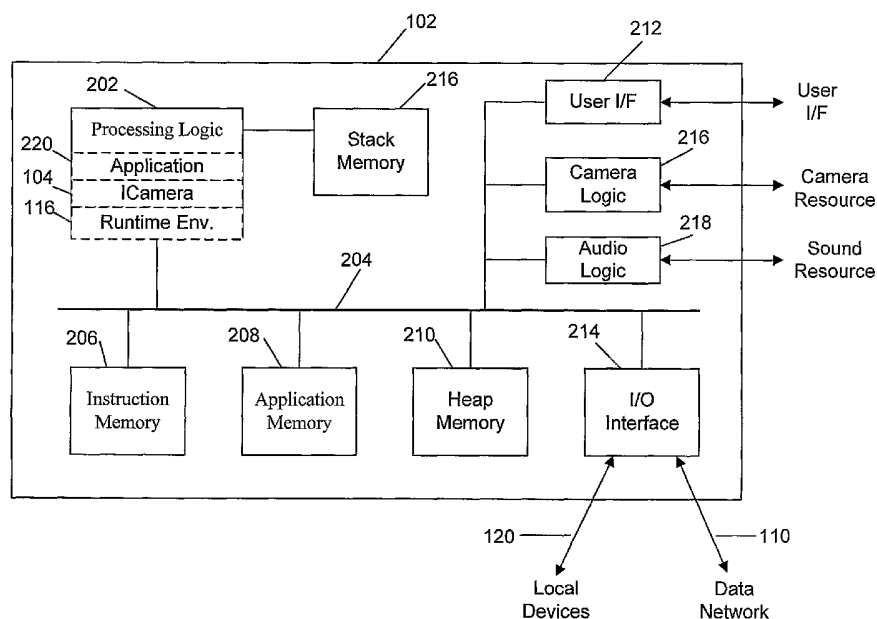 102
202
Processing Logic
220
Application
104
ICamera
116
Runtime Env.
216
Stack
Memory
212
User I/F
User
I/F
216
Camera
Logic
Camera
Resource
218
Audio
Logic
Sound
Resource
204
206
Instruction
Memory
208
Application
Memory
210
Heap
Memory
214
I/O
Interface
120
110
Local
Devices
Data
Network